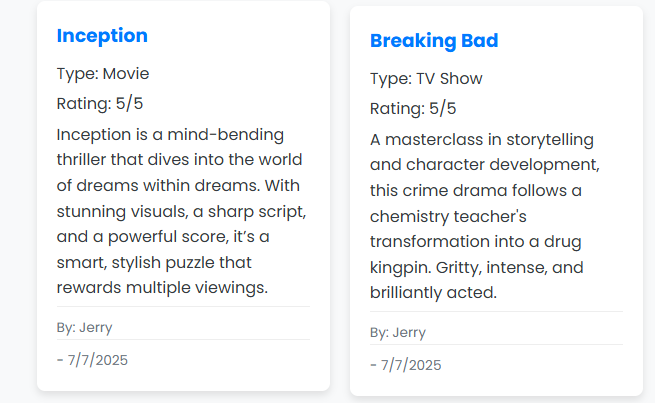 Inception
Type: Movie
Rating: 5/5
Inception is a mind-bending
thriller that dives into the world
of dreams within dreams. With
stunning visuals, a sharp script,
and a powerful score, it’s a
smart, stylish puzzle that
rewards multiple viewings.
By: Jerry
- 7/7/2025
Breaking Bad
Type: TV Show
Rating: 5/5
A masterclass in storytelling
and character development,
this crime drama follows a
chemistry teacher's
transformation into a drug
kingpin. Gritty, intense, and
brilliantly acted.
By: Jerry
- 7/7/2025